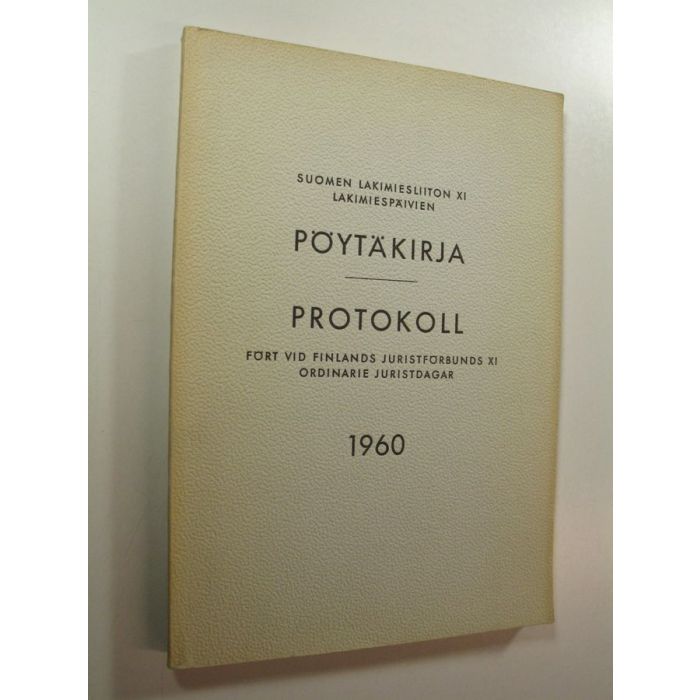 SUOMEN LAKIMIESLIITON XI
LAKIMIESPÄIVIEN
PÖYTÄKIRJA
PROTOKOLL
FÖRT VID FINLANDS JURISTFÖRBUNDS XI
ORDINARIE JURISTDAGAR
1960